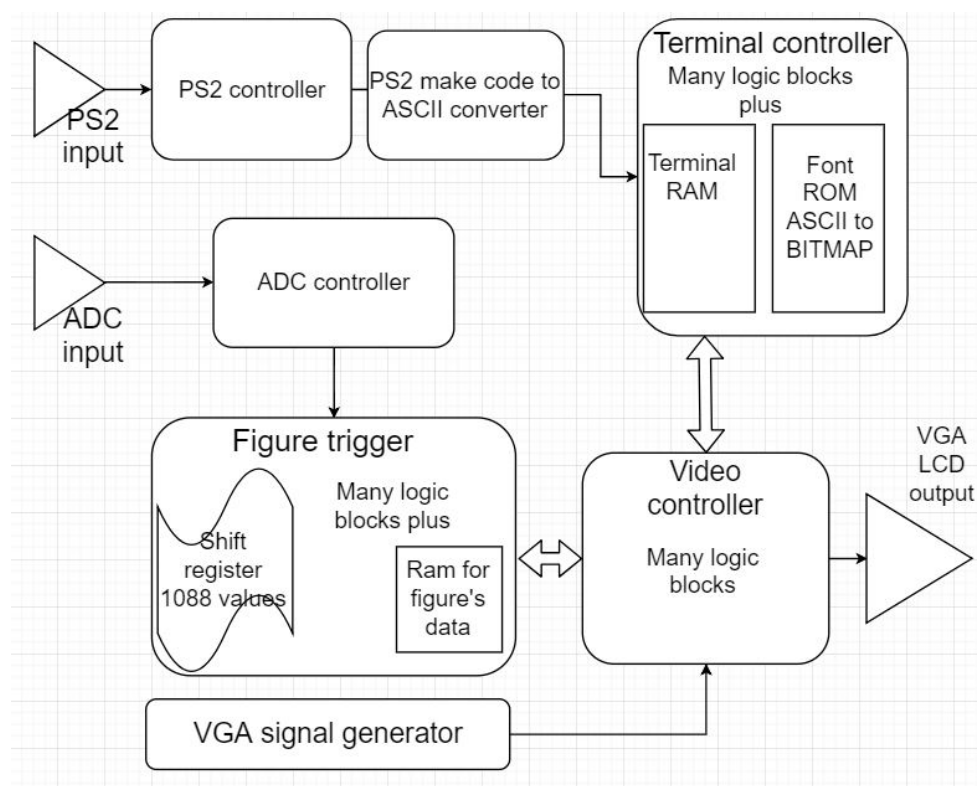 PS2
input
PS2 controller
PS2 make code to
ASCII converter
Terminal controller
Many logic blocks
plus
Terminal
RAM
Font
ROM
ASCII to
BITMAP
ADC
input
ADC controller
Figure trigger
Many logic
blocks plus
Shift
register
1088 values
Ram for
figure's
data
Video
controller
Many logic
blocks
VGA
LCD
output
VGA signal generator